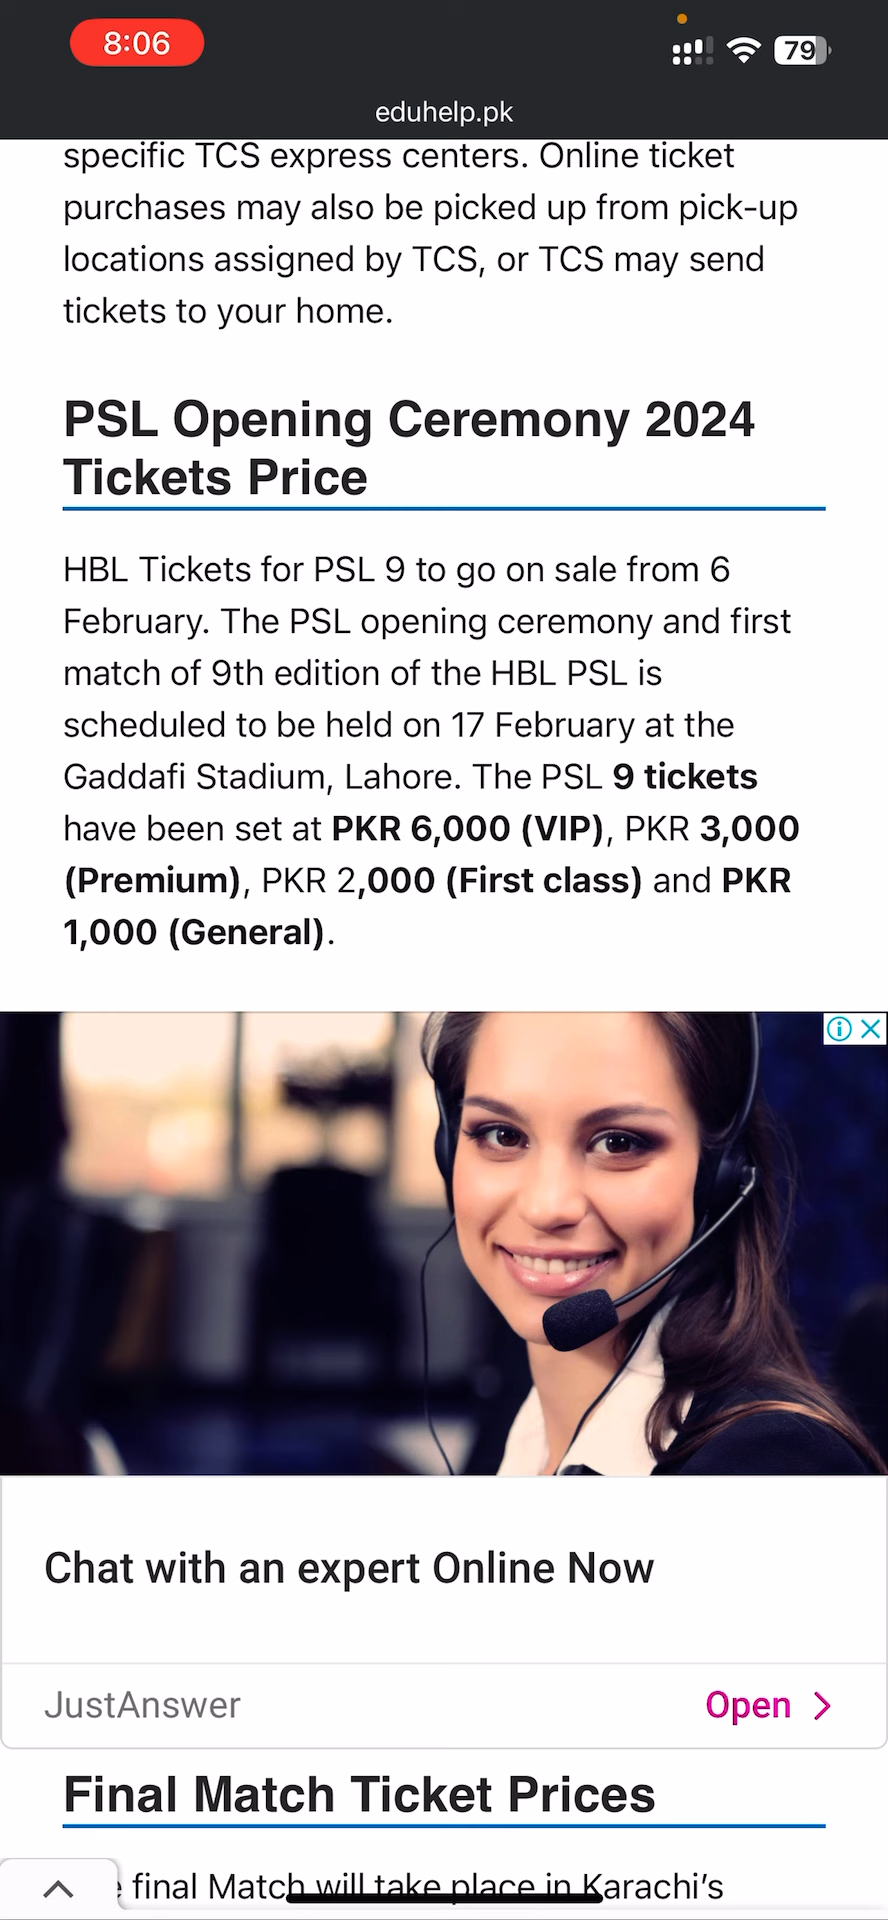 8:06
79
eduhelp.pk
specific TCS express centers. Online ticket
purchases may also be picked up from pick-up
locations assigned by TCS, or TCS may send
tickets to your home.
PSL Opening Ceremony 2024
Tickets Price
HBL Tickets for PSL 9 to go on sale from 6
February. The PSL opening ceremony and first
match of 9th edition of the HBL PSL is
scheduled to be held on 17 February at the
Gaddafi Stadium, Lahore. The PSL 9 tickets
have been set at PKR 6,000 (VIP), PKR 3,000
(Premium), PKR 2,000 (First class) and PKR
1,000 (General).
Chat with an expert Online Now
JustAnswer
Open
Final Match Ticket Prices
final Match will take place in Karachi's